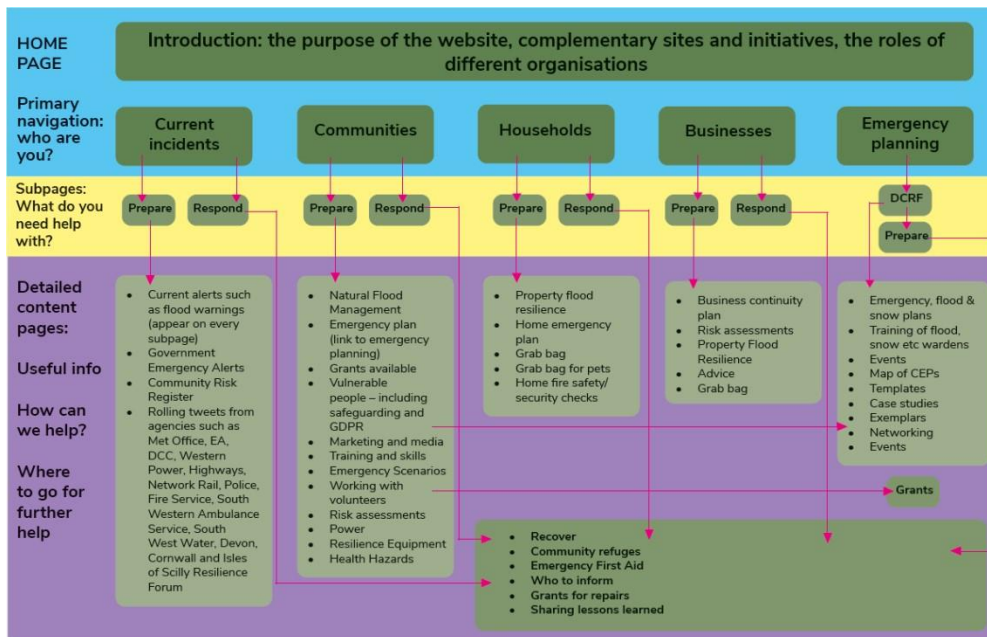 HOME
PAGE
Introduction: the purpose of the website, complementary sites and initiatives, the roles of
different organisations
Primary
navigation:
who are
you?
Current
incidents
Communities
Households
Businesses
Emergency
planning
Subpages:
What do you
need help
with?
Prepare
Respond
Prepare
Respond
Prepare
Respond
Prepare
Respond
DCRF
Prepare
Detailed
content
pages:
Useful info
How can
we help?
Where
to go for
further
help
• Current alerts such
as flood warnings
(appear on every
subpage)
• Government
Emergency Alerts
• Community Risk
Register
• Rolling tweets from
agencies such as
Met Office, EA,
DCC, Western
Power, Highways,
Network Rail, Police,
Fire Service, South
Western Ambulance
Service, South
West Water, Devon,
Cornwall and Isles
of Scilly Resilience
Forum
• Natural Flood
Management
• Emergency plan
(link to emergency
planning)
• Grants available
• Vulnerable
people – including
safeguarding and
GDPR
• Marketing and media
• Training and skills
• Emergency Scenarios
• Working with
volunteers
• Risk assessments
• Power
• Resilience Equipment
• Health Hazards
• Property flood
resilience
• Home emergency
plan
• Grab bag
• Grab bag for pets
• Home fire safety/
security checks
• Business continuity
plan
• Risk assessments
• Property Flood
Resilience
• Advice
• Grab bag
• Emergency, flood &
snow plans
• Training of flood,
snow etc wardens
• Events
• Map of CEPs
• Templates
• Case studies
• Exemplars
• Networking
• Events
Grants
• Recover
• Community refuges
• Emergency First Aid
• Who to inform
• Grants for repairs
• Sharing lessons learned